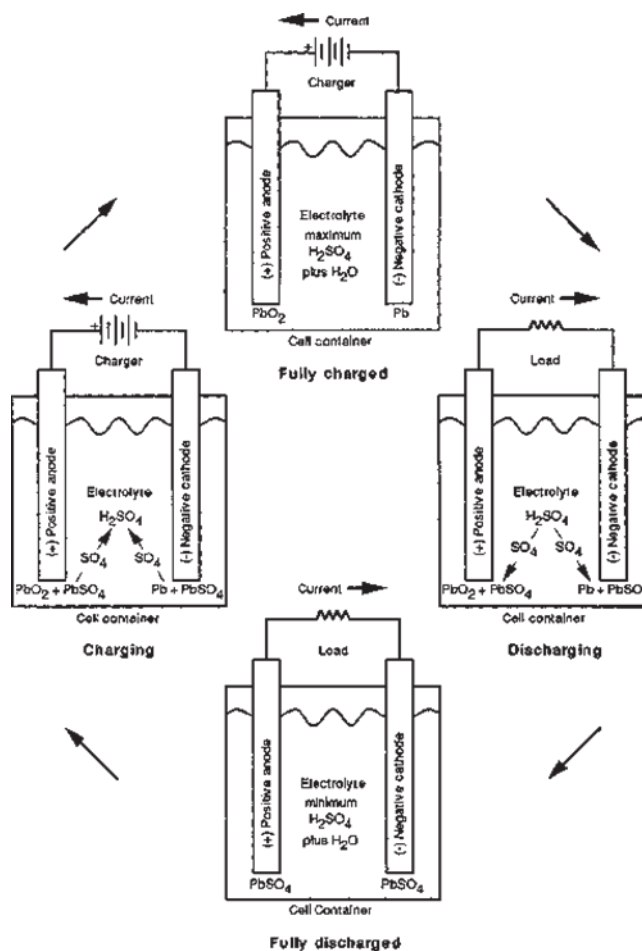 Current
+
Charger
(+) Positive anode
Electrolyte
maximum
H₂SO₄
plus H₂O
(-) Negative cathode
PbO₂
Pb
Cell container
Fully charged
Current
+
Charger
(+) Positive anode
Electrolyte
H₂SO₄
SO₄
SO₄
(-) Negative cathode
PbO₂ + PbSO₄
Pb + PbSO₄
Cell container
Charging
Current
Load
(+) Positive anode
Electrolyte
H₂SO₄
SO₄
SO₄
(-) Negative cathode
PbO₂ + PbSO₄
Pb + PbSO
Cell container
Discharging
Current
Load
(+) Positive anode
Electrolyte
minimum
H₂SO₄
plus H₂O
(-) Negative cathode
PbSO₄
PbSO₄
Cell Container
Fully discharged